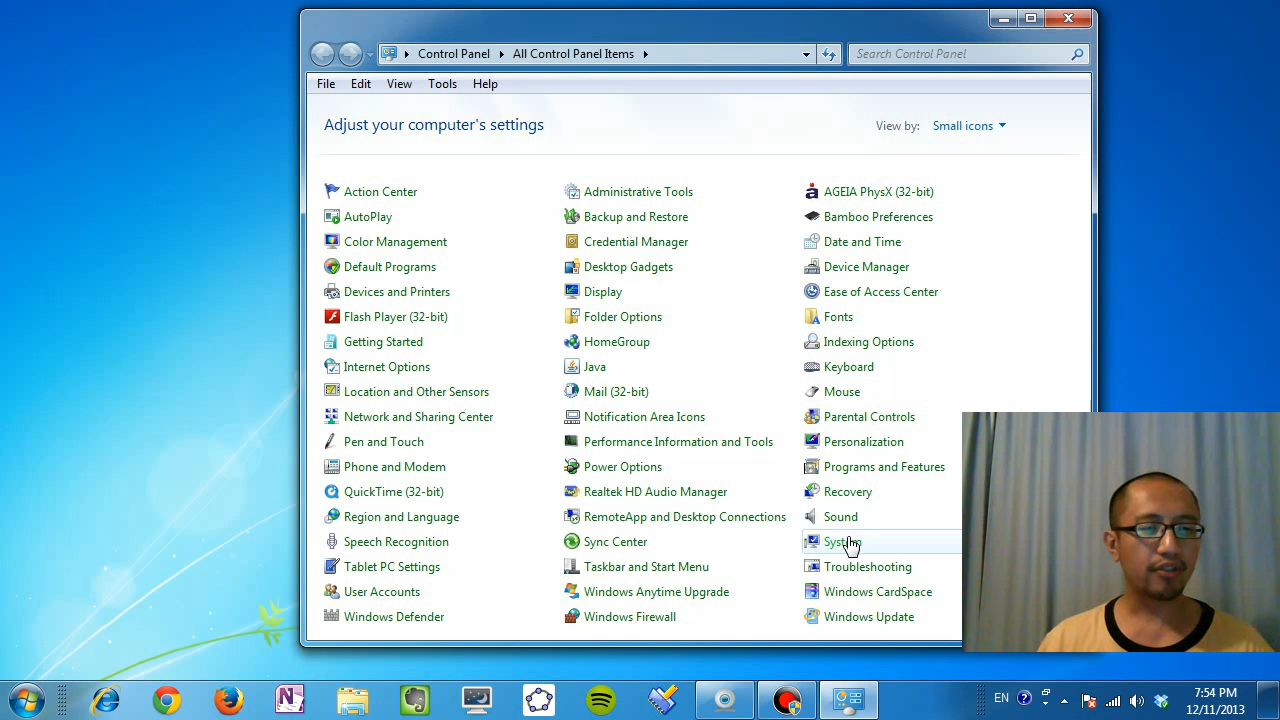 Control Panel All Control Panel Items Search Control Panel
File Edit View Tools Help
Adjust your computer's settings View by: Small icons
Action Center Administrative Tools AGEIA PhysX (32-bit)
AutoPlay Backup and Restore Bamboo Preferences
Color Management Credential Manager Date and Time
Default Programs Desktop Gadgets Device Manager
Devices and Printers Display Ease of Access Center
Flash Player (32-bit) Folder Options Fonts
Getting Started HomeGroup Indexing Options
Internet Options Java Keyboard
Location and Other Sensors Mail (32-bit) Mouse
Network and Sharing Center Notification Area Icons Parental Controls
Pen and Touch Performance Information and Tools Personalization
Phone and Modem Power Options Programs and Features
QuickTime (32-bit) Realtek HD Audio Manager Recovery
Region and Language RemoteApp and Desktop Connections Sound
Speech Recognition Sync Center System
Tablet PC Settings Taskbar and Start Menu Troubleshooting
User Accounts Windows Anytime Upgrade Windows CardSpace
Windows Defender Windows Firewall Windows Update
EN 7:54 PM
12/11/2013